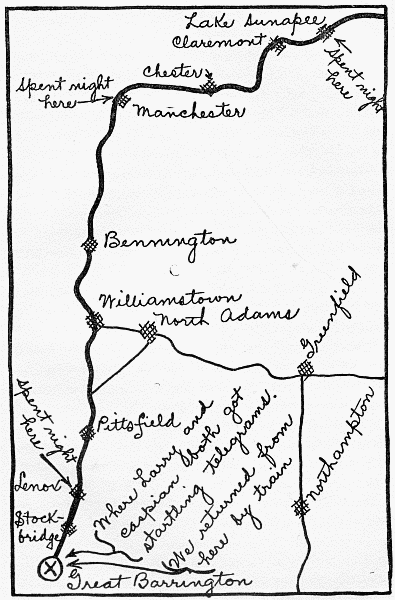 Lake Sunapee
Claremont
Spent night
here
Chester
Spent night
here
Manchester
Bennington
Williamstown
North Adams
Greenfield
Spent night
here
Pittsfield
Where Larry and
Caspian both got
startling telegrams.
We returned from
here by train
Northampton
Lenox
Stock-
bridge
Great Barrington